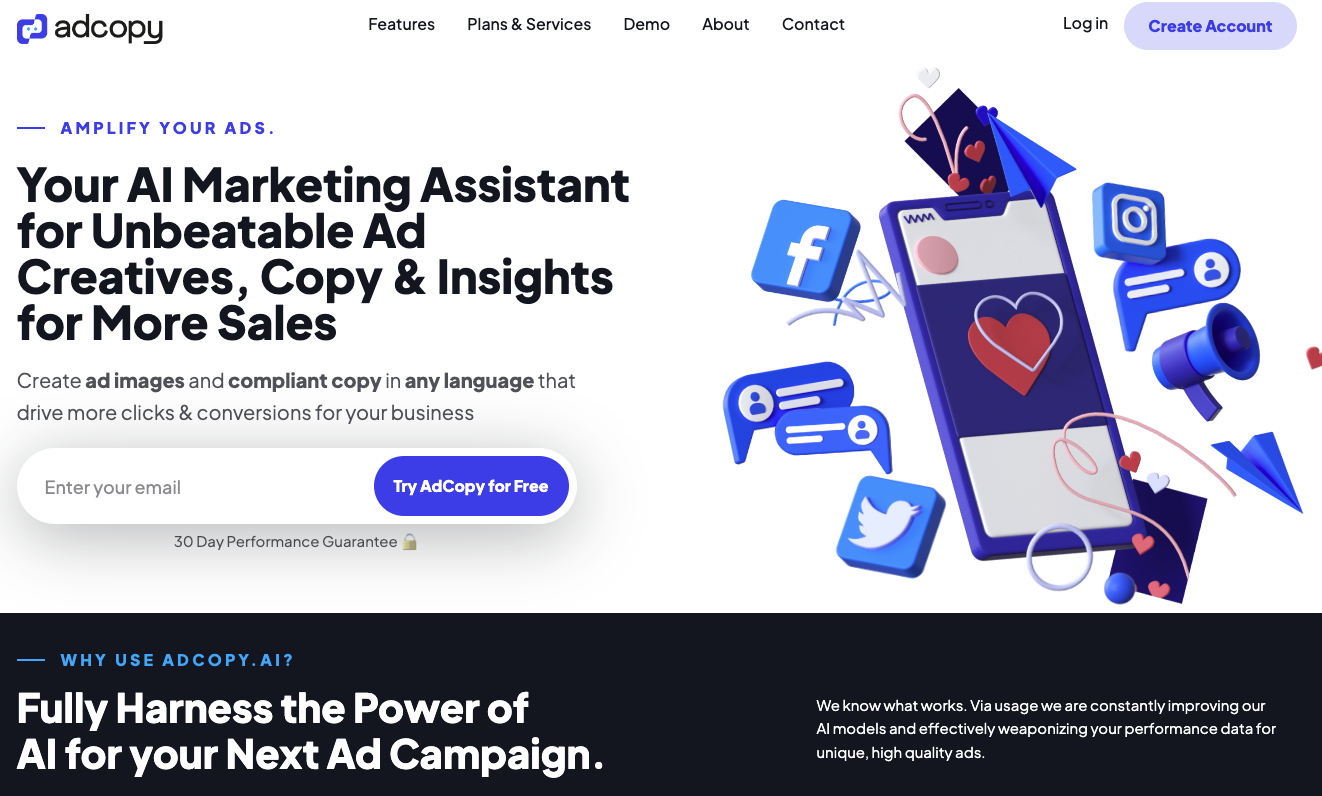 adcopy
Features
Plans & Services
Demo
About
Contact
Log in
Create Account
AMPLIFY YOUR ADS.
Your AI Marketing Assistant
for Unbeatable Ad
Creatives, Copy & Insights
for More Sales
Create ad images and compliant copy in any language that
drive more clicks & conversions for your business
Enter your email
Try AdCopy for Free
30 Day Performance Guarantee 🔒
WHY USE ADCOPY.AI?
Fully Harness the Power of
AI for your Next Ad Campaign.
We know what works. Via usage we are constantly improving our
AI models and effectively weaponizing your performance data for
unique, high quality ads.